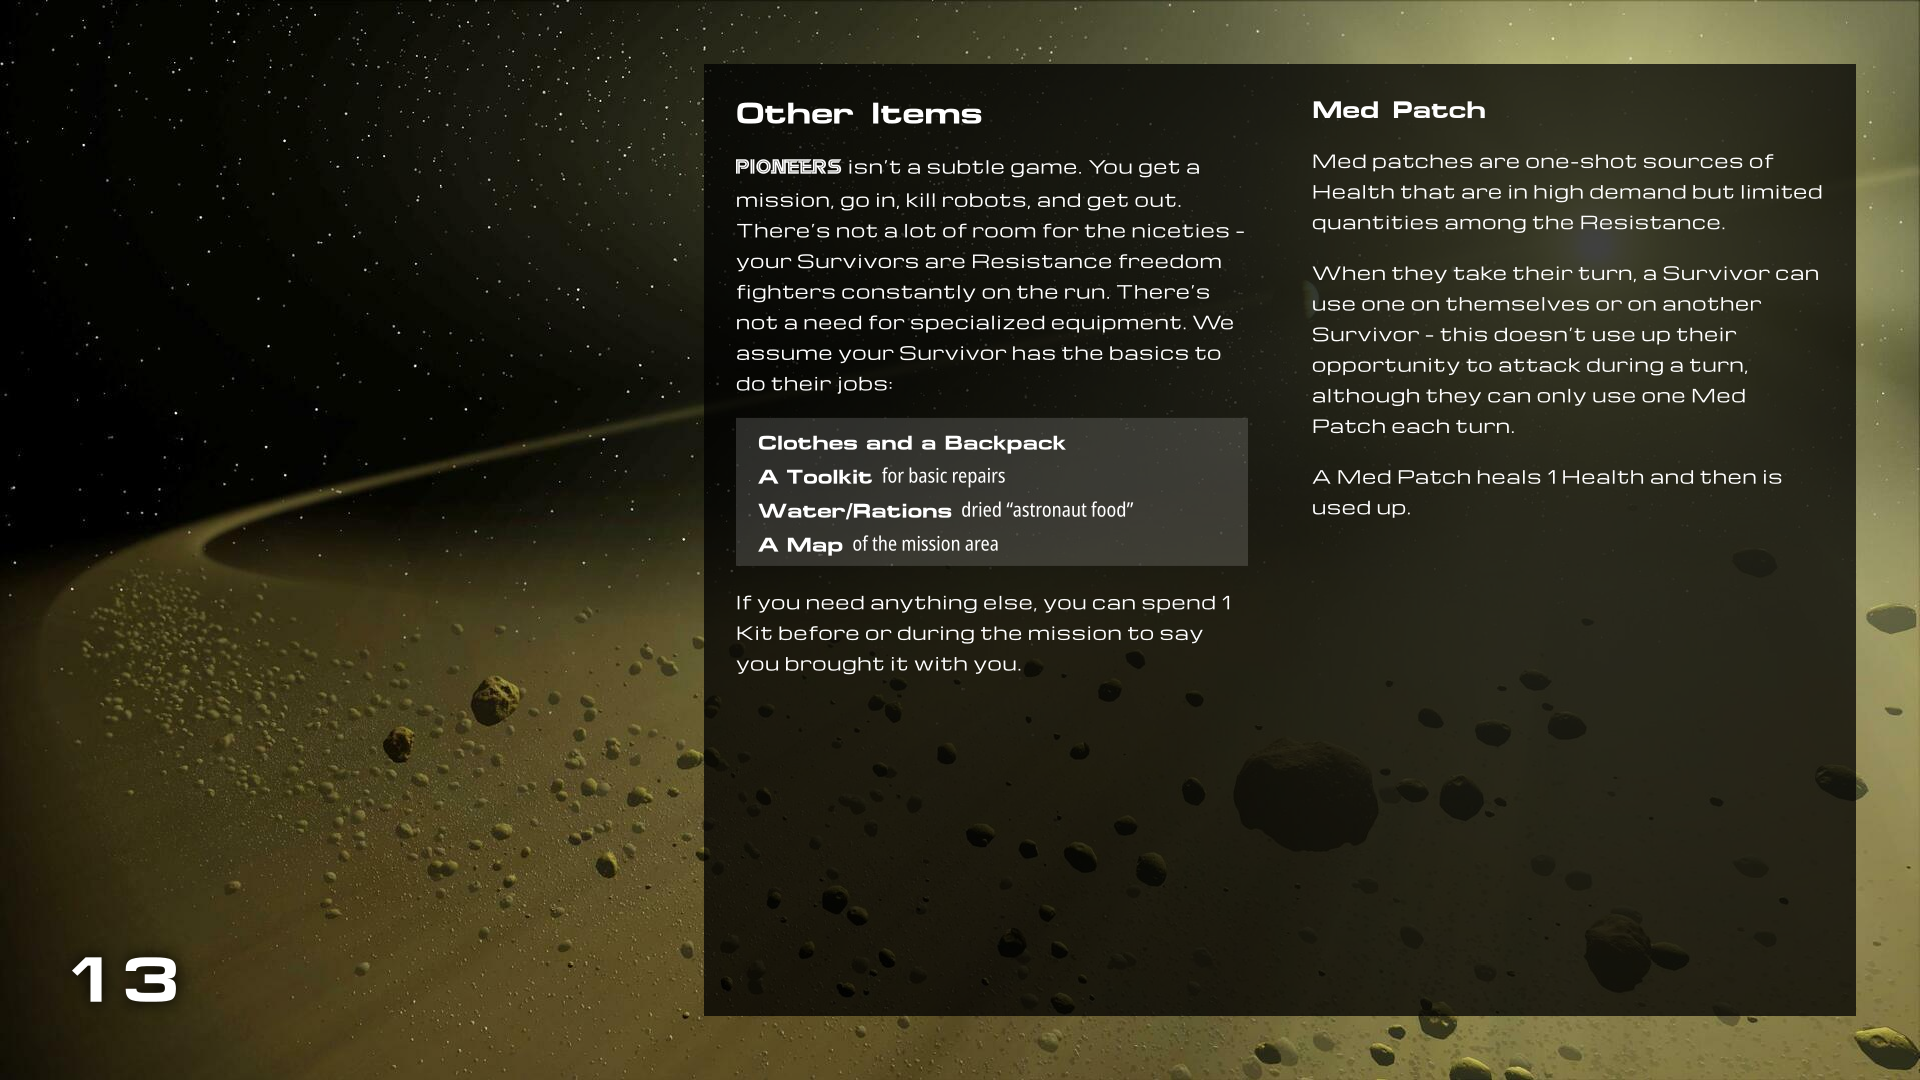 Other Items
PIONEERS isn't a subtle game. You get a
mission, go in, kill robots, and get out.
There's not a lot of room for the niceties -
your Survivors are Resistance freedom
fighters constantly on the run. There's
not a need for specialized equipment. We
assume your Survivor has the basics to
do their jobs:
Clothes and a Backpack
A Toolkit for basic repairs
Water/Rations dried “astronaut food”
A Map of the mission area
If you need anything else, you can spend 1
Kit before or during the mission to say
you brought it with you.
Med Patch
Med patches are one-shot sources of
Health that are in high demand but limited
quantities among the Resistance.
When they take their turn, a Survivor can
use one on themselves or on another
Survivor - this doesn't use up their
opportunity to attack during a turn,
although they can only use one Med
Patch each turn.
A Med Patch heals 1 Health and then is
used up.
13